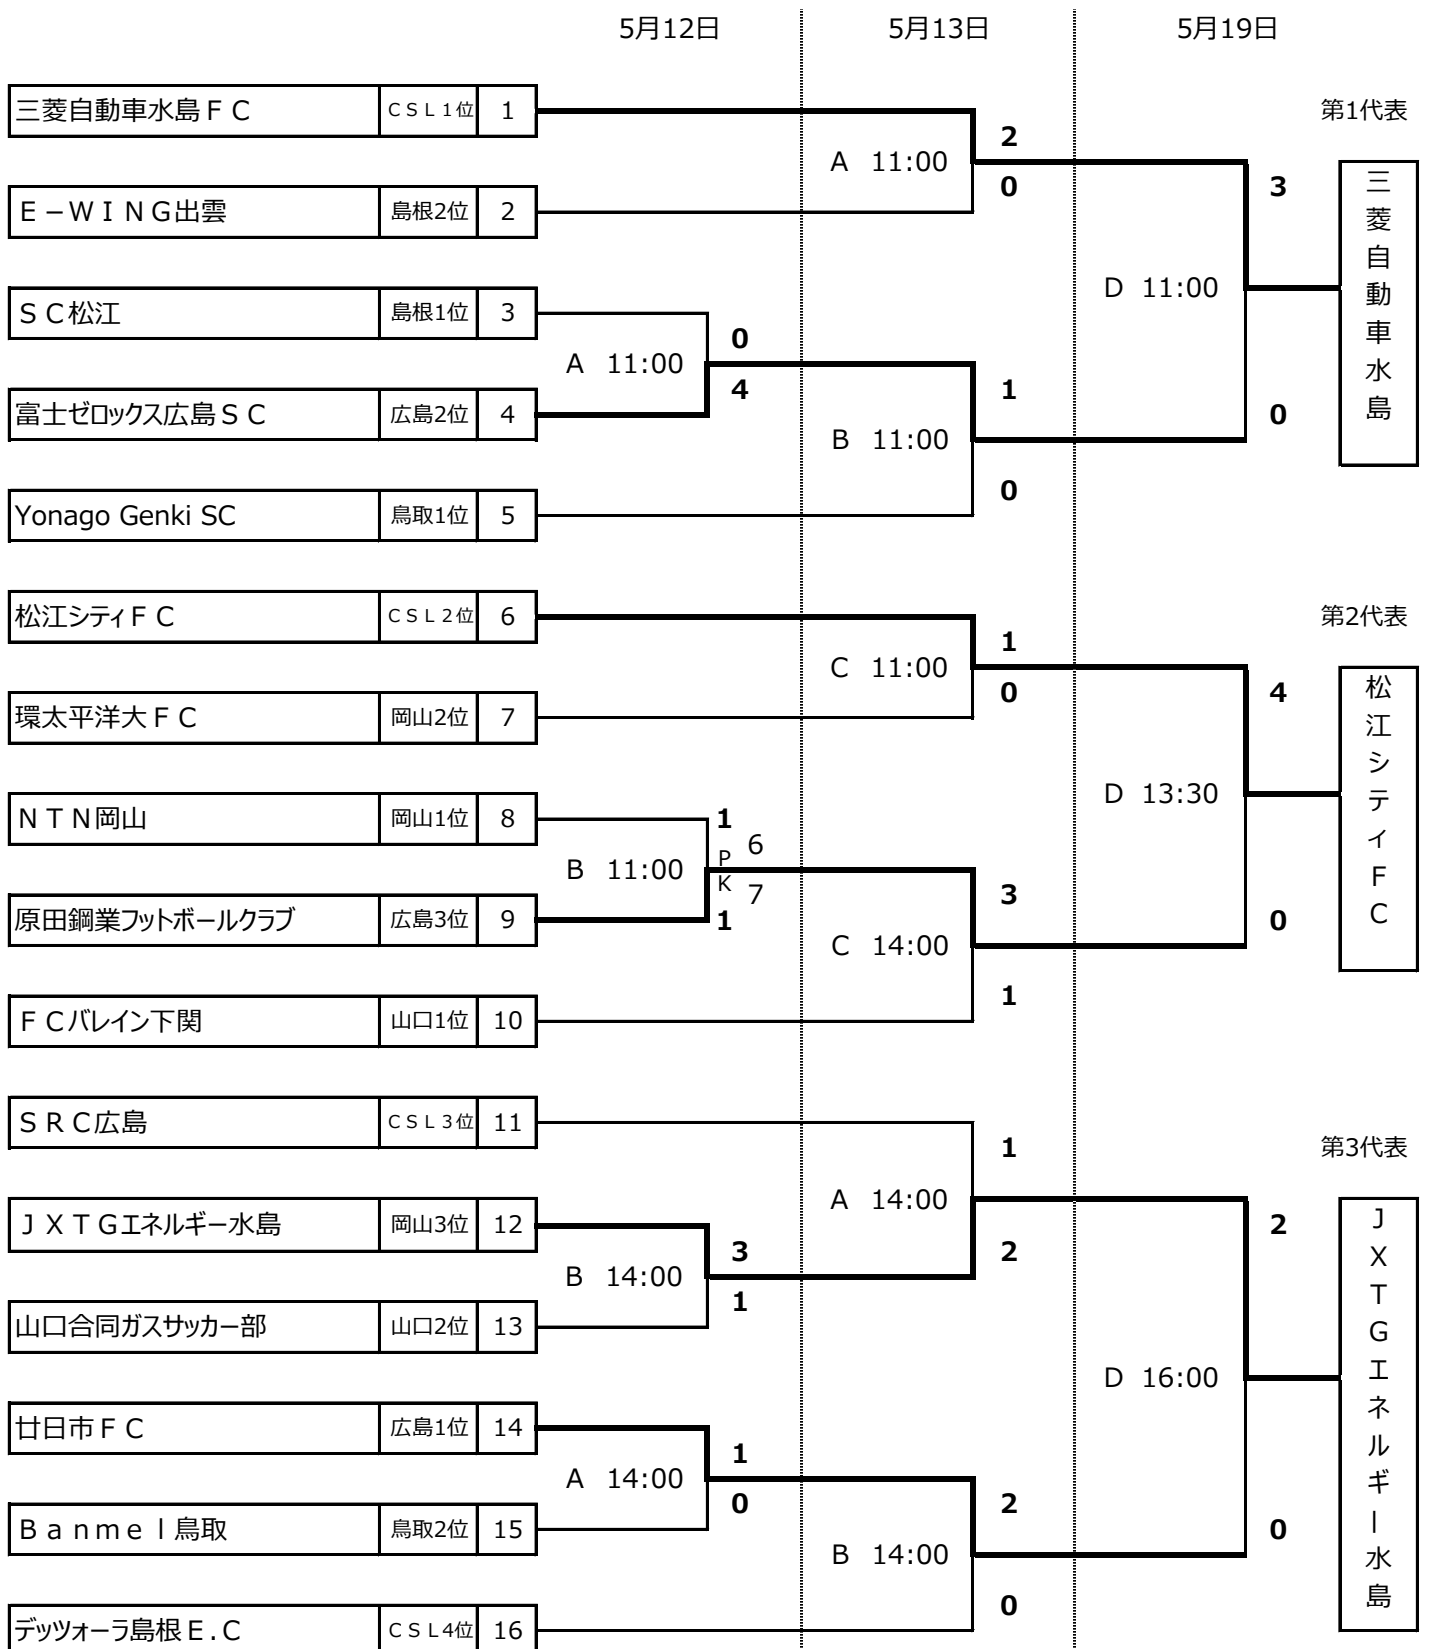 5月12日 5月13日 5月19日
三菱自動車水島ＦＣ ＣＳＬ１位 1
第1代表
2
A 11:00
0
3
三菱自動車水島
Ｅ－ＷＩＮＧ出雲 島根2位 2
D 11:00
ＳＣ松江 島根1位 3
0
A 11:00
4
1
富士ゼロックス広島ＳＣ 広島2位 4
0
B 11:00
0
Yonago Genki SC 鳥取1位 5
松江シティＦＣ ＣＳＬ２位 6
第2代表
1
C 11:00
0
4
松江シティFC
環太平洋大ＦＣ 岡山2位 7
D 13:30
ＮＴＮ岡山 岡山1位 8
1
6
B 11:00
PK
7
1
3
原田鋼業フットボールクラブ 広島3位 9
0
C 14:00
1
ＦＣバレイン下関 山口1位 10
ＳＲＣ広島 ＣＳＬ３位 11
1
第3代表
A 14:00
2
2
JXTGエネルギー水島
ＪＸＴＧエネルギー水島 岡山3位 12
3
B 14:00
1
山口合同ガスサッカー部 山口2位 13
D 16:00
廿日市ＦＣ 広島1位 14
1
A 14:00
0
2
Ｂａｎｍｅｌ鳥取 鳥取2位 15
0
B 14:00
0
デッツォーラ島根Ｅ.Ｃ ＣＳＬ4位 16